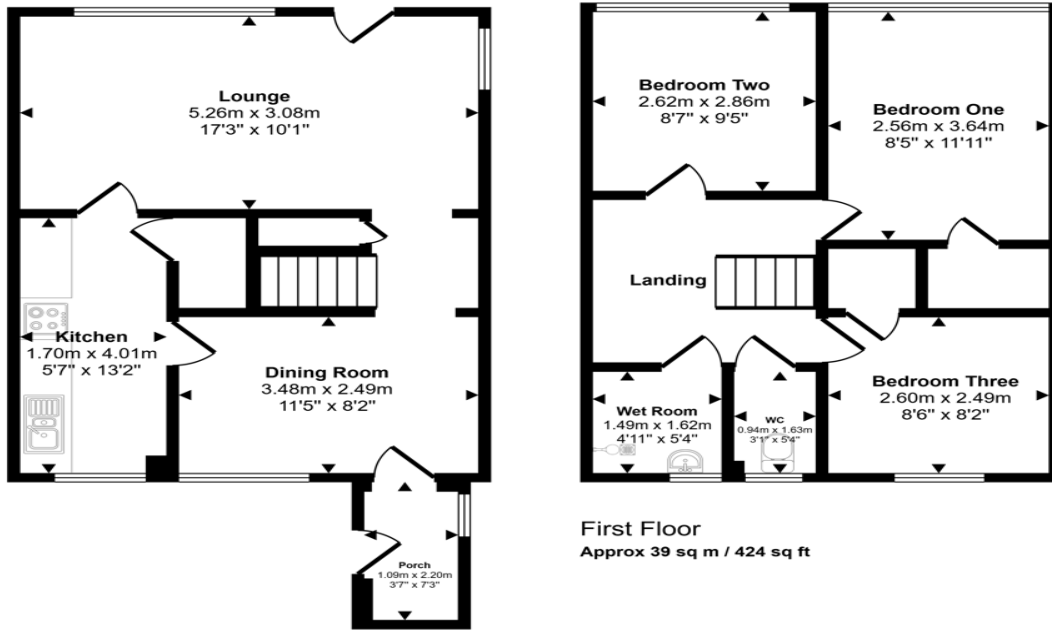 Lounge
5.26m x 3.08m
17'3" x 10'1"
Kitchen
1.70m x 4.01m
5'7" x 13'2"
Dining Room
3.48m x 2.49m
11'5" x 8'2"
Porch
1.09m x 2.20m
3'7" x 7'3"
Bedroom Two
2.62m x 2.86m
8'7" x 9'5"
Bedroom One
2.56m x 3.64m
8'5" x 11'11"
Landing
Bedroom Three
2.60m x 2.49m
8'6" x 8'2"
Wet Room
1.49m x 1.62m
4'11" x 5'4"
WC
0.94m x 1.63m
3'1" x 5'4"
First Floor
Approx 39 sq m / 424 sq ft